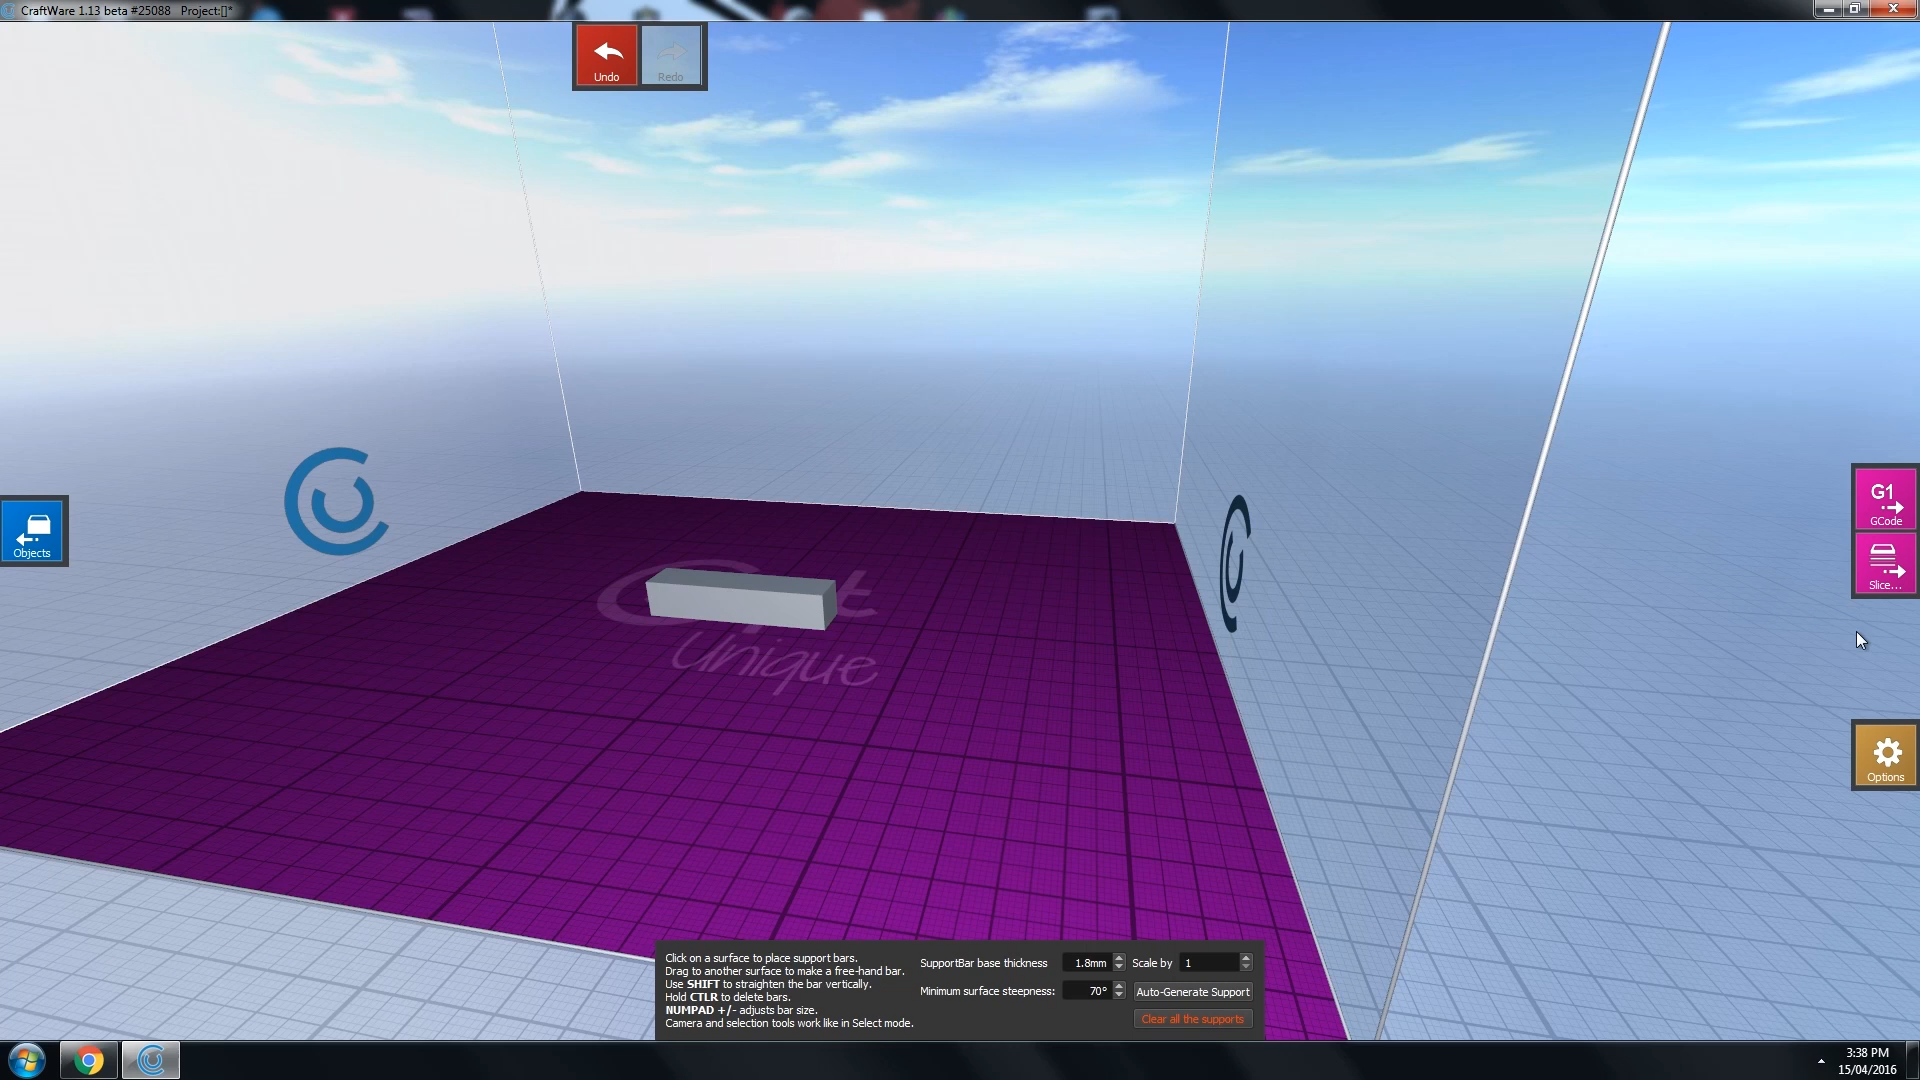 CraftWare 1.13 beta #25088 Project:[]*
Undo
Redo
Objects
G1
GCode
Slice...
Unique
Options
Click on a surface to place support bars.
Drag to another surface to make a free-hand bar.
Use SHIFT to straighten the bar vertically.
Hold CTLR to delete bars.
NUMPAD +/- adjusts bar size.
Camera and selection tools work like in Select mode.
SupportBar base thickness 1.8mm Scale by 1
Minimum surface steepness: 70° Auto-Generate Support
Clear all the supports
3:38 PM
15/04/2016